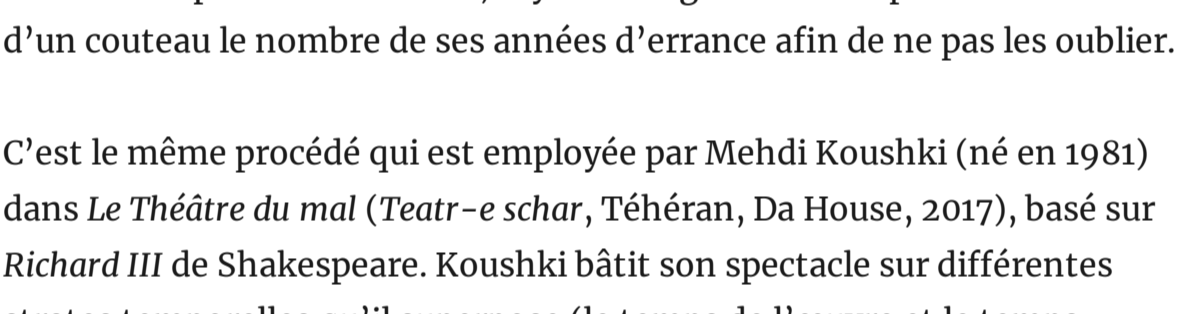 d’un couteau le nombre de ses années d’errance afin de ne pas les oublier.
C’est le même procédé qui est employée par Mehdi Koushki (né en 1981)
dans Le Théâtre du mal (Teatr-e schar, Téhéran, Da House, 2017), basé sur
Richard III de Shakespeare. Koushki bâtit son spectacle sur différentes